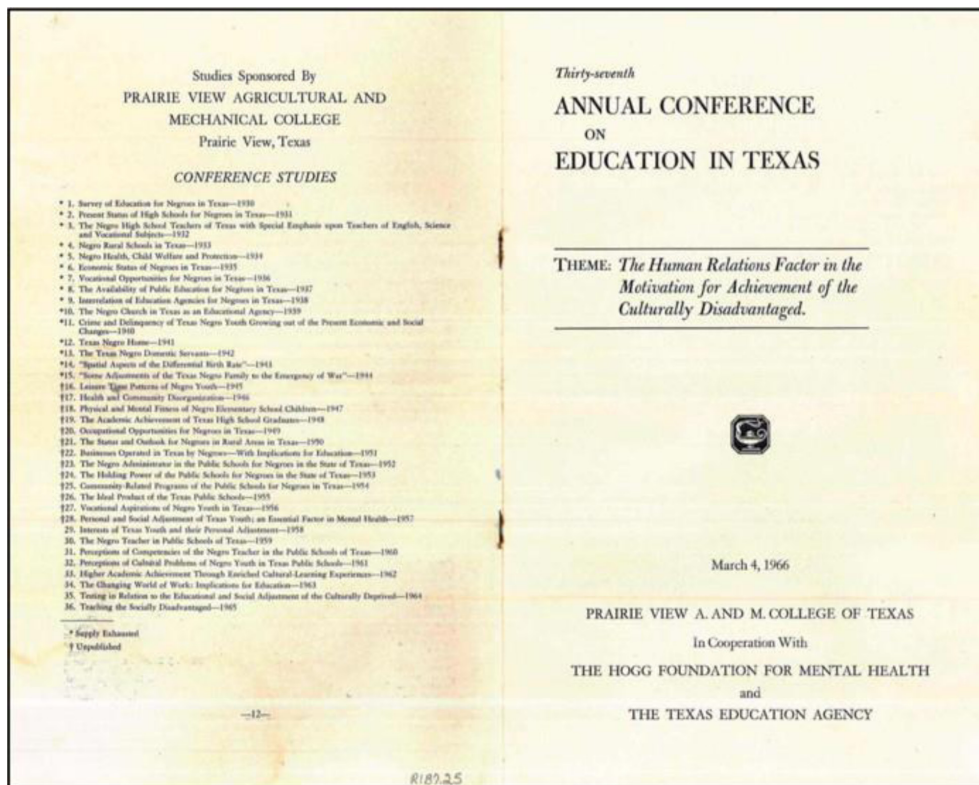 Studies Sponsored By
PRAIRIE VIEW AGRICULTURAL AND
MECHANICAL COLLEGE
Prairie View, Texas
CONFERENCE STUDIES
* 1. Survey of Education for Negroes in Texas—1930
* 2. Present Status of High Schools for Negroes in Texas—1931
* 3. The Negro High School Teachers of Texas with Special Emphasis upon Teachers of English, Science
and Vocational Subjects—1932
* 4. Negro Rural Schools in Texas—1933
* 5. Negro Health, Child Welfare and Protection—1934
* 6. Economic Status of Negroes in Texas—1935
* 7. Vocational Opportunities for Negroes in Texas—1936
* 8. The Availability of Public Education for Negroes in Texas—1937
* 9. Interrelation of Education Agencies for Negroes in Texas—1938
*10. The Negro Church in Texas as an Educational Agency—1939
*11. Crime and Delinquency of Texas Negro Youth Growing out of the Present Economic and Social
Changes—1940
*12. Texas Negro Home—1941
*13. The Texas Negro Domestic Servants—1942
*14. "Spatial Aspects of the Differential Birth Rate"—1943
*15. "Some Adjustments of the Texas Negro Family to the Emergency of War"—1944
†16. Leisure Time Patterns of Negro Youth—1945
†17. Health and Community Disorganization—1946
†18. Physical and Mental Fitness of Negro Elementary School Children—1947
†19. The Academic Achievement of Texas High School Graduates—1948
†20. Occupational Opportunities for Negroes in Texas—1949
†21. The Status and Outlook for Negroes in Rural Areas in Texas—1950
†22. Businesses Operated in Texas by Negroes—With Implications for Education—1951
†23. The Negro Administrator in the Public Schools for Negroes in the State of Texas—1952
†24. The Holding Power of the Public Schools for Negroes in the State of Texas—1953
†25. Community-Related Programs of the Public Schools for Negroes in Texas—1954
†26. The Ideal Product of the Texas Public Schools—1955
†27. Vocational Aspirations of Negro Youth in Texas—1956
†28. Personal and Social Adjustment of Texas Youth; an Essential Factor in Mental Health—1957
29. Interests of Texas Youth and their Personal Adjustment—1958
30. The Negro Teacher in Public Schools of Texas—1959
31. Perceptions of Competencies of the Negro Teacher in the Public Schools of Texas—1960
32. Perceptions of Cultural Problems of Negro Youth in Texas Public Schools—1961
33. Higher Academic Achievement Through Enriched Cultural-Learning Experiences—1962
34. The Changing World of Work: Implications for Education—1963
35. Testing in Relation to the Educational and Social Adjustment of the Culturally Deprived—1964
36. Teaching the Socially Disadvantaged—1965
* Supply Exhausted
† Unpublished
—12—
R187.25
Thirty-seventh
ANNUAL CONFERENCE
ON
EDUCATION IN TEXAS
THEME: The Human Relations Factor in the
Motivation for Achievement of the
Culturally Disadvantaged.
March 4, 1966
PRAIRIE VIEW A. AND M. COLLEGE OF TEXAS
In Cooperation With
THE HOGG FOUNDATION FOR MENTAL HEALTH
and
THE TEXAS EDUCATION AGENCY